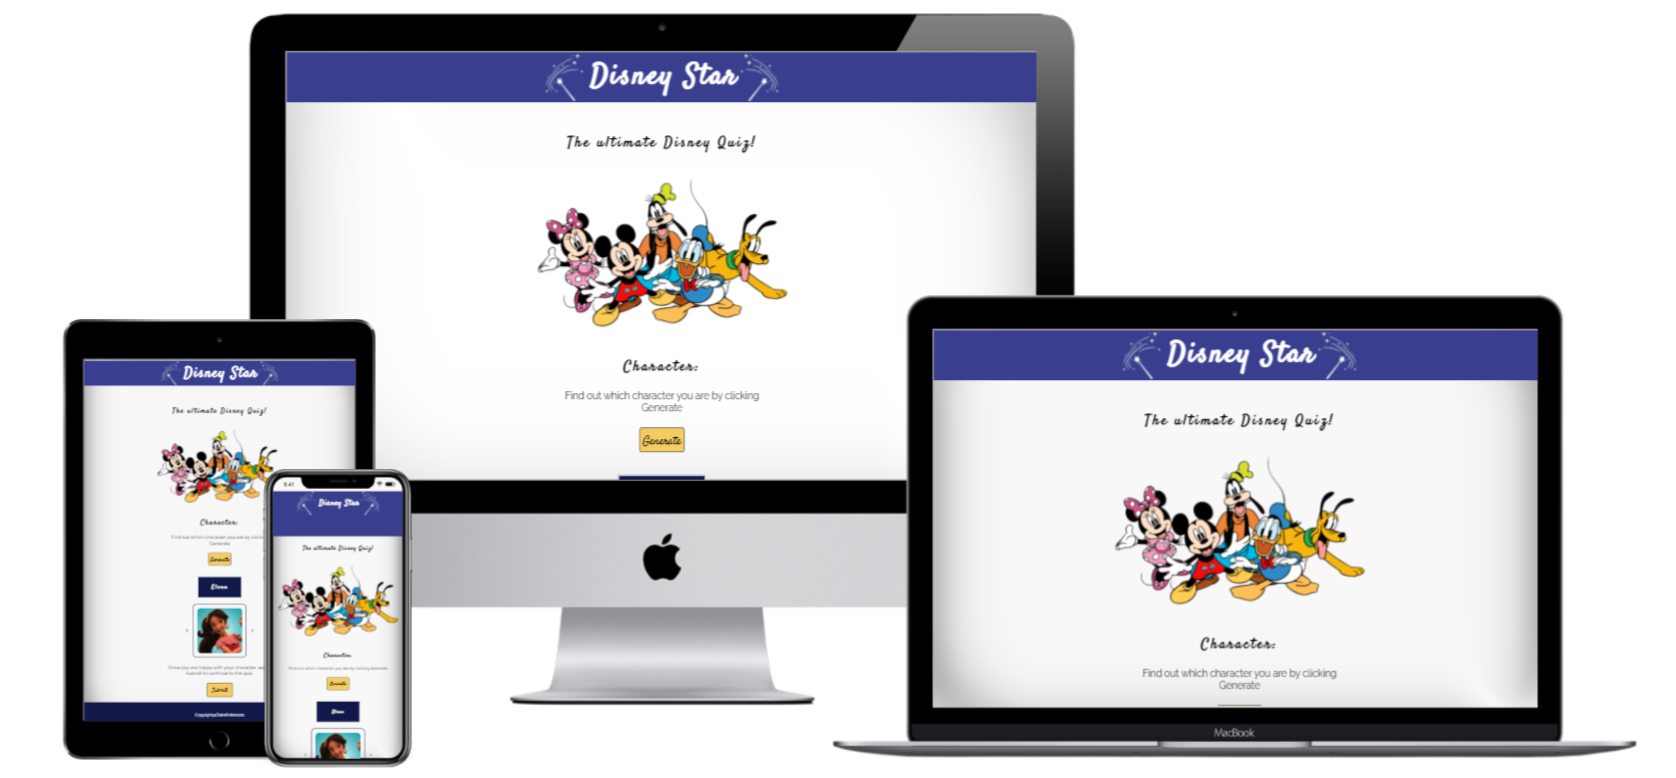 Disney Star
The ultimate Disney Quiz!
Character:
Find out which character you are by clicking
Generate
Generate
Disney Star
The ultimate Disney Quiz!
Character:
Find out which character you are by clicking
Generate
MacBook
Disney Star
The ultimate Disney Quiz!
Character:
Find out which character you are by
Generate
Generate
Elena
Once you are happy with your character
Submit to continue to the quiz
Submit
9:41
Disney Star
The ultimate Disney Quiz!
Character:
Find out which character you are by clicking Generate
Generate
Elena